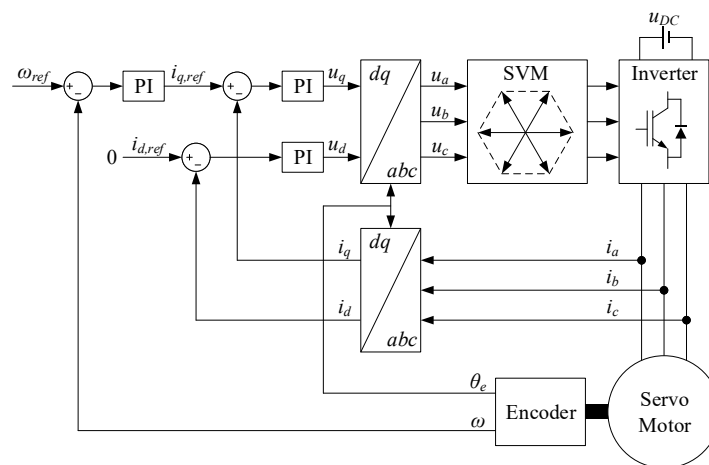 u_DC
ω_ref
PI
i_q,ref
PI
u_q
dq
abc
u_a
u_b
u_c
SVM
Inverter
0
i_d,ref
PI
u_d
dq
abc
i_q
i_d
i_a
i_b
i_c
θ_e
ω
Encoder
Servo
Motor